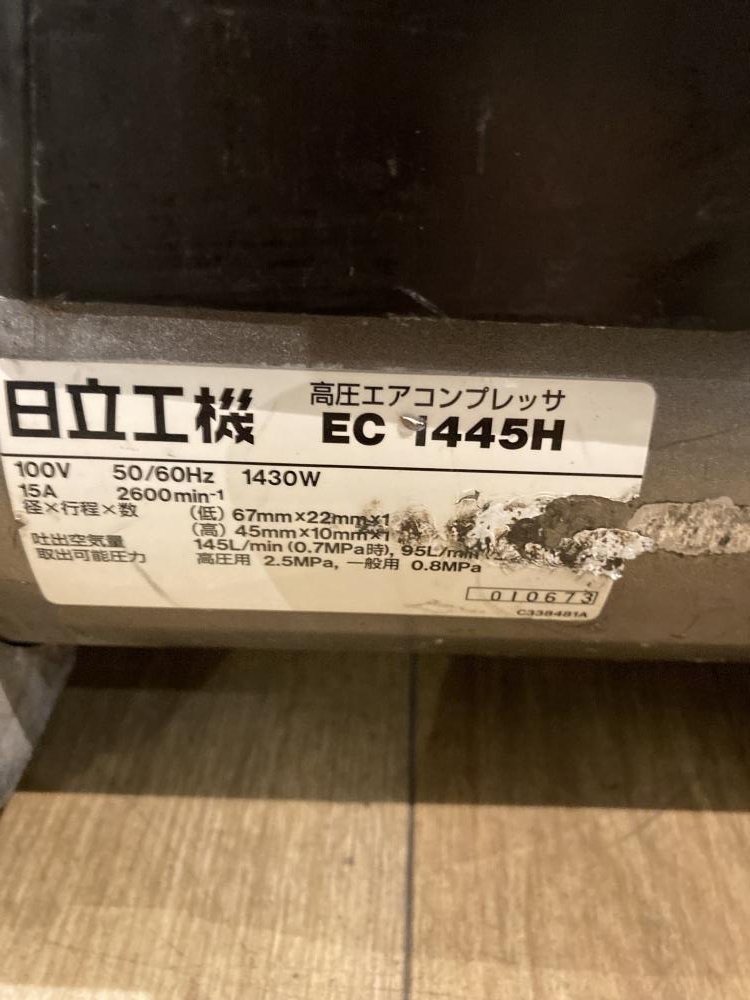 日立工機
高圧エアコンプレッサ
EC 1445H
100V 50/60Hz 1430W
15A 2600min-1
径×行程×数 (低) 67mm×22mm×1
(高) 45mm×10mm×1
吐出空気量 145L/min (0.7MPa時), 95L/min
取出可能圧力 高圧用 2.5MPa, 一般用 0.8MPa
010673
C338481A